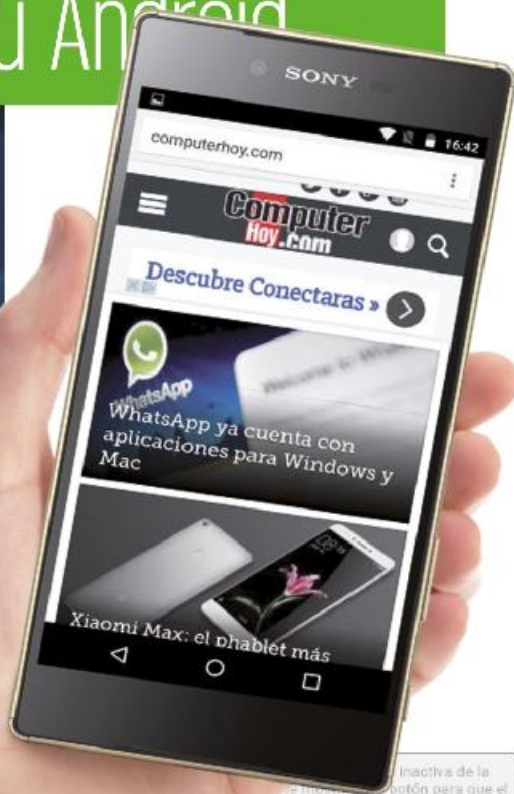 u Android
SONY
16:42
computerhoy.com
Computer
Hoy.com
Descubre Conectaras »
WhatsApp
WhatsApp ya cuenta con
aplicaciones para Windows y
Mac
Xiaomi Max: el phablet más
inactiva de la
botón para que el